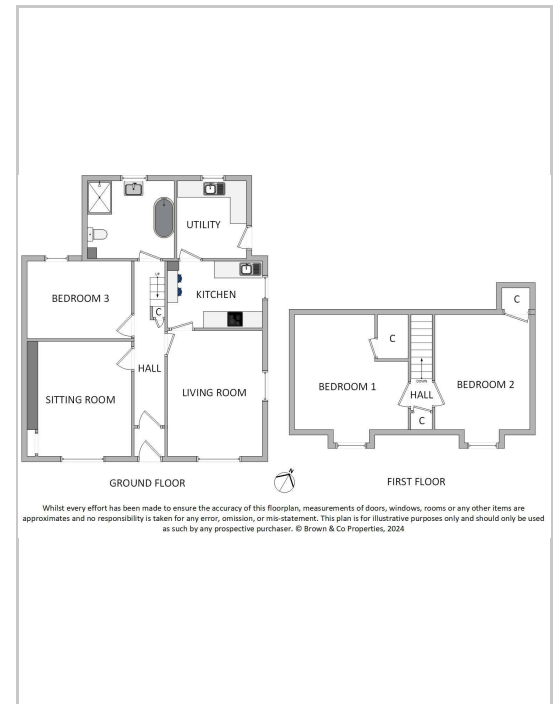 UTILITY
UP
BEDROOM 3
KITCHEN
C
C
C
HALL
SITTING ROOM
LIVING ROOM
BEDROOM 1
DOWN
HALL
BEDROOM 2
C
GROUND FLOOR
N
FIRST FLOOR
Whilst every effort has been made to ensure the accuracy of this floorplan, measurements of doors, windows, rooms or any other items are
approximates and no responsibility is taken for any error, omission, or mis-statement. This plan is for illustrative purposes only and should only be used
as such by any prospective purchaser. © Brown & Co Properties, 2024